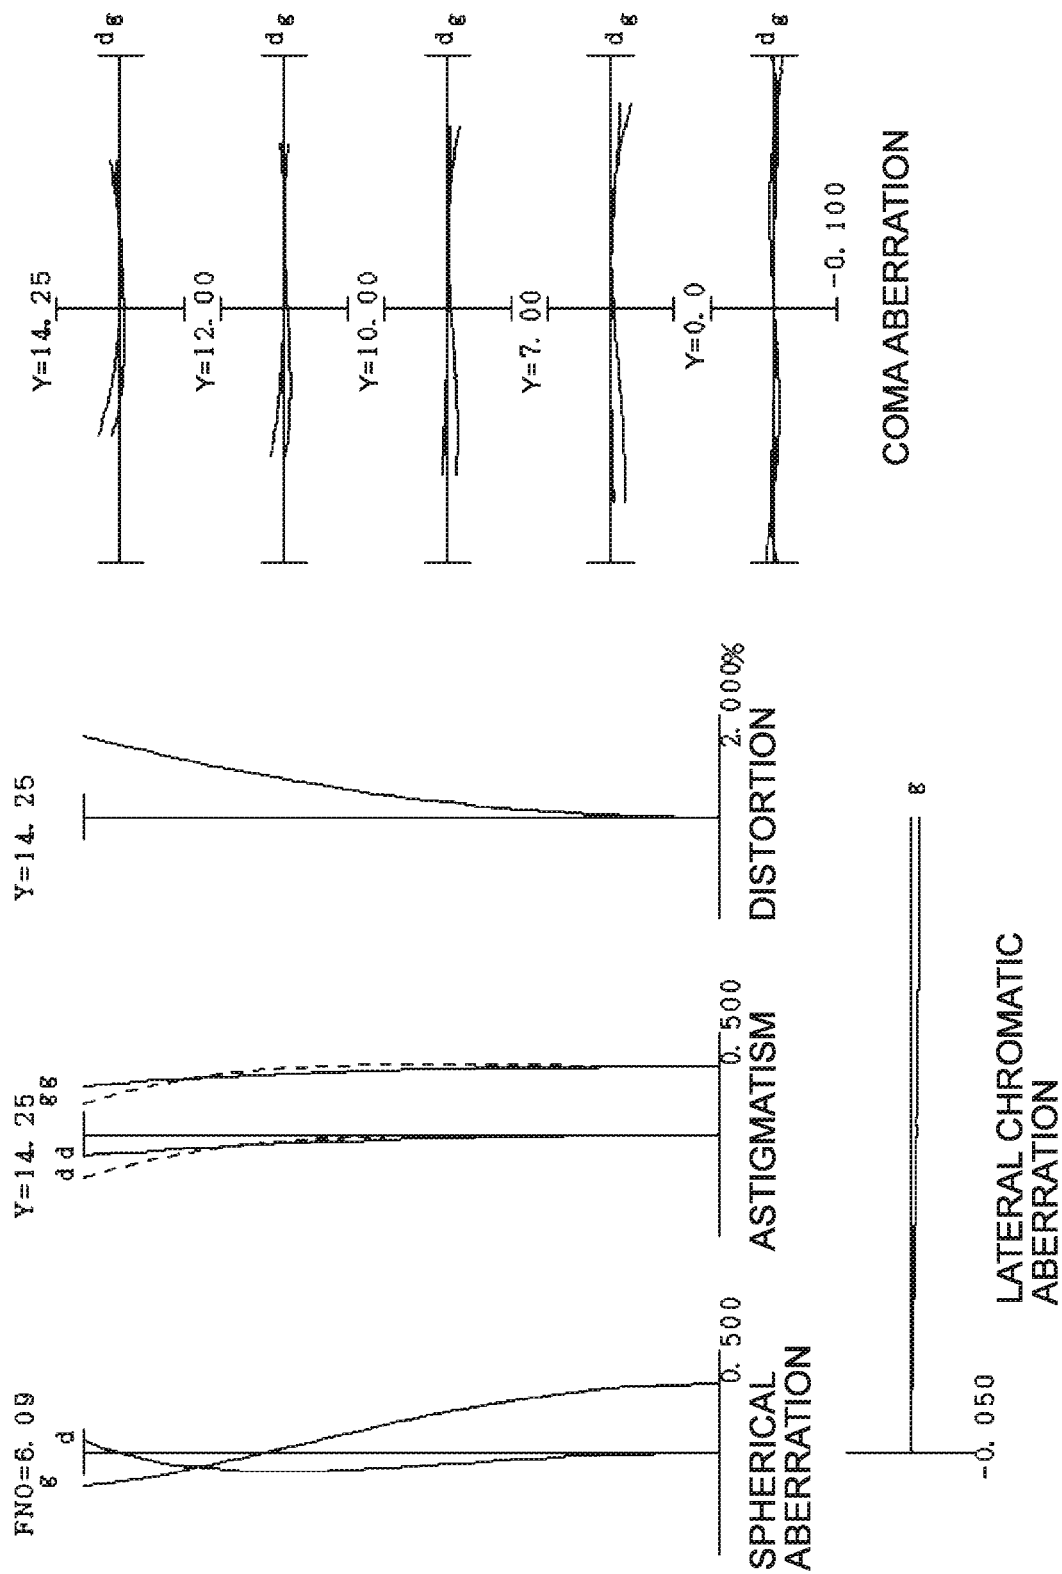 FNO=6.09
g
d
0.500
SPHERICAL
ABERRATION
Y=14.25
d d
g g
0.500
ASTIGMATISM
Y=14.25
2.000%
DISTORTION
-0.050
g
LATERAL CHROMATIC
ABERRATION
Y=14.25
d
g
Y=12.00
d
g
Y=10.00
d
g
Y=7.00
d
g
Y=0.0
d
g
-0.100
COMA ABERRATION